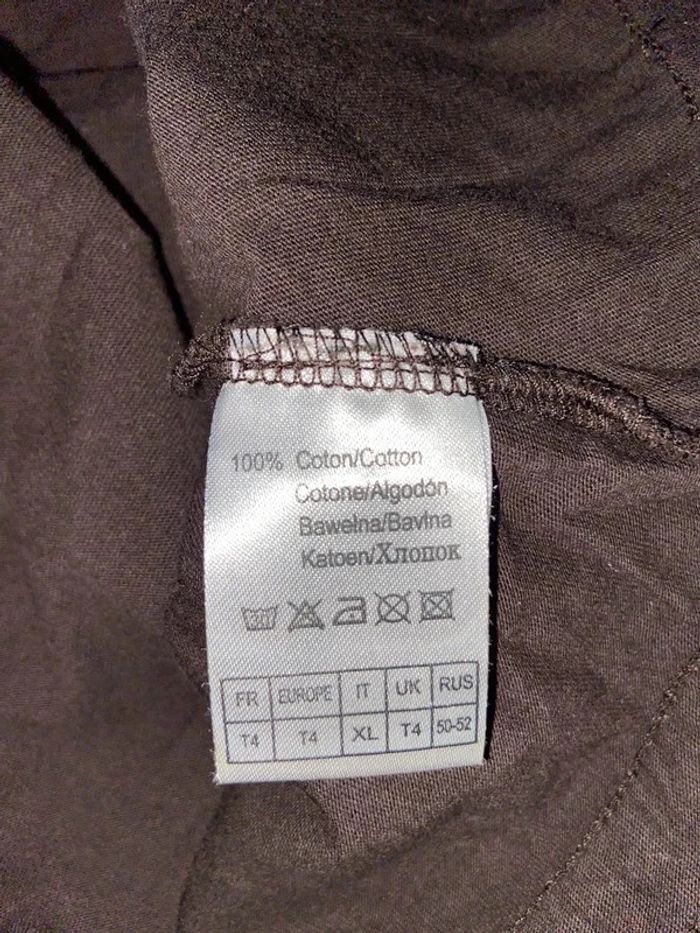 100% Coton/Cotton
Cotone/Algodón
Bawelna/Bavlna
Katoen/Хлопок
30
FR EUROPE IT UK RUS
T4 T4 XL T4 50-52